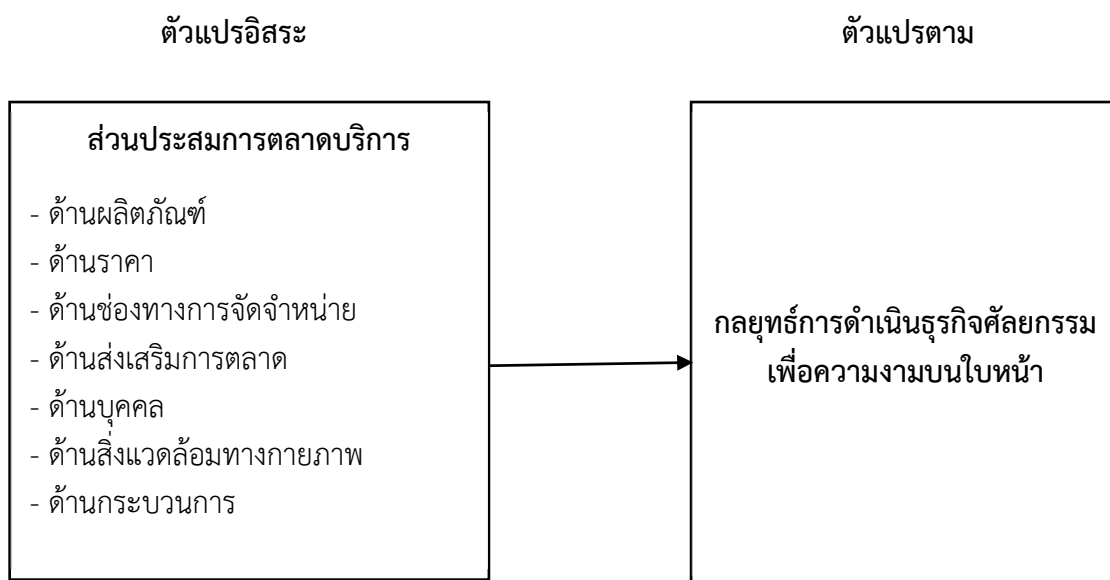 ตัวแปรอิสระ
ตัวแปรตาม
ส่วนประสมการตลาดบริการ
- ด้านผลิตภัณฑ์
- ด้านราคา
- ด้านช่องทางการจัดจำหน่าย
- ด้านส่งเสริมการตลาด
- ด้านบุคคล
- ด้านสิ่งแวดล้อมทางกายภาพ
- ด้านกระบวนการ
กลยุทธ์การดำเนินธุรกิจศัลยกรรม
เพื่อความงามบนใบหน้า